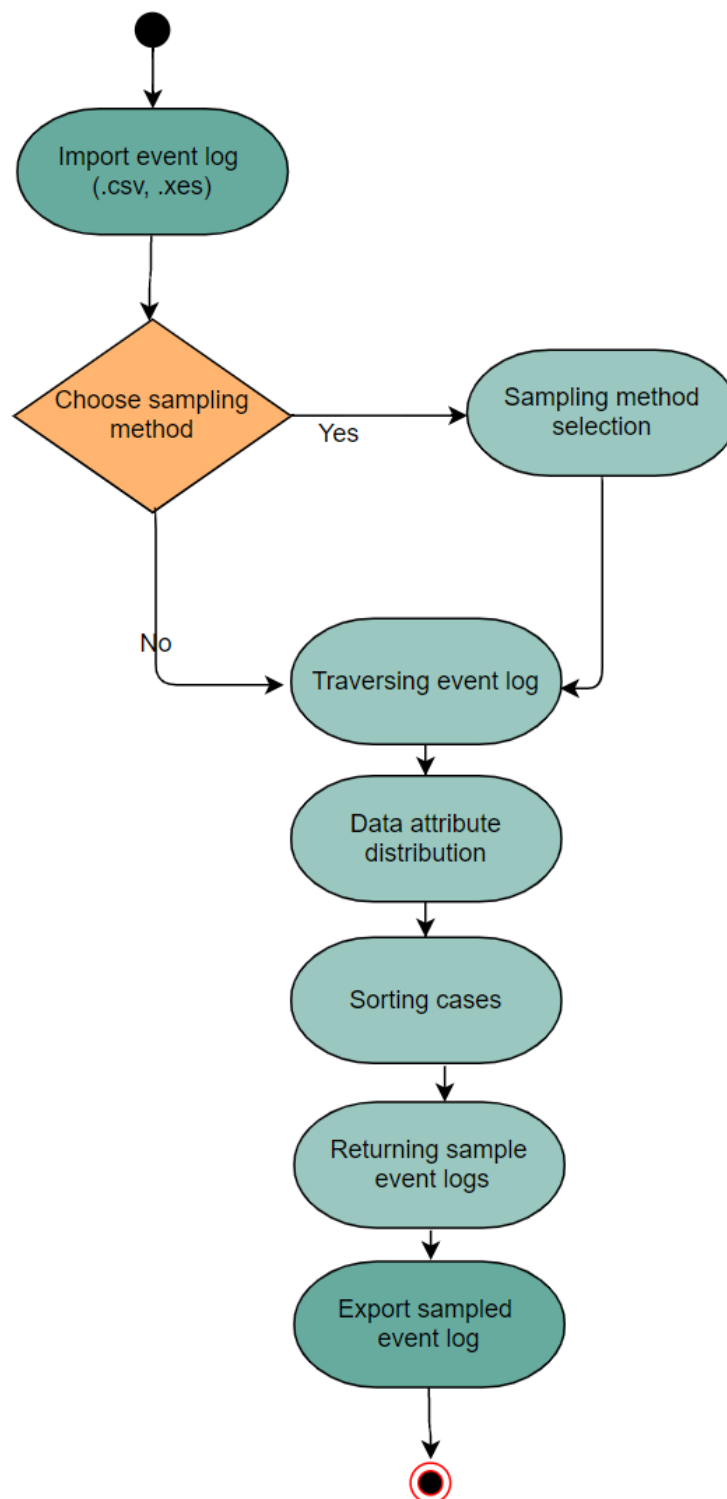 Import event log
(.csv, .xes)
Choose sampling
method
Yes
Sampling method
selection
No
Traversing event log
Data attribute
distribution
Sorting cases
Returning sample
event logs
Export sampled
event log